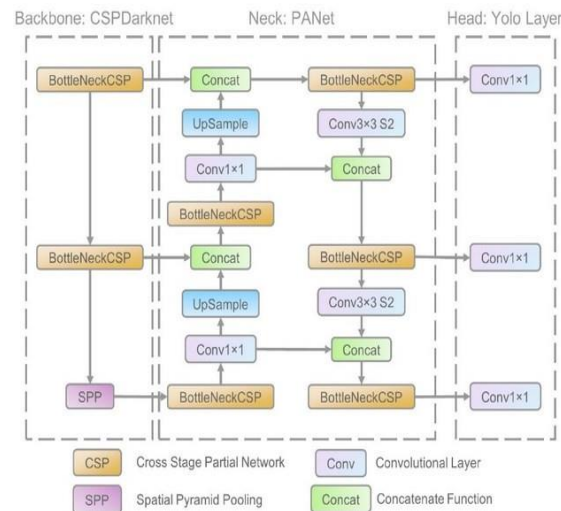 Backbone: CSPDarknet
Neck: PANet
Head: Yolo Layer
BottleNeckCSP
Concat
BottleNeckCSP
Conv1×1
UpSample
Conv3×3 S2
Conv1×1
Concat
BottleNeckCSP
BottleNeckCSP
Concat
BottleNeckCSP
Conv1×1
UpSample
Conv3×3 S2
Conv1×1
Concat
SPP
BottleNeckCSP
BottleNeckCSP
Conv1×1
CSP
Cross Stage Partial Network
Conv
Convolutional Layer
SPP
Spatial Pyramid Pooling
Concat
Concatenate Function